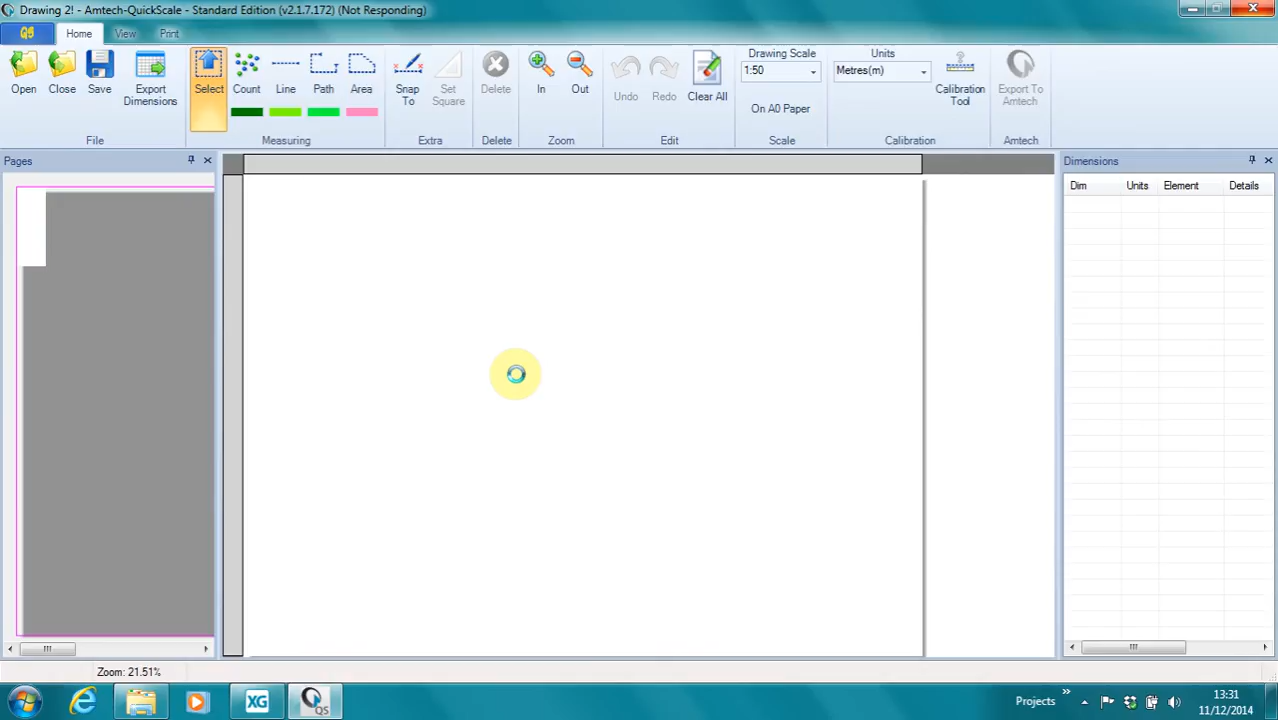 Drawing 2! - Amtech-QuickScale - Standard Edition (v2.1.7.172) (Not Responding)
QS Home View Print
Open Close Save Export Dimensions
File
Select Count Line Path Area
Measuring
Snap To Set Square
Extra
Delete
Delete
In Out
Zoom
Undo Redo Clear All
Edit
Drawing Scale
1:50
On A0 Paper
Scale
Units
Metres(m)
Calibration Tool
Calibration
Export To Amtech
Amtech
Pages
Dimensions
Dim Units Element Details
Zoom: 21.51%
XG
QS
Projects
13:31
11/12/2014